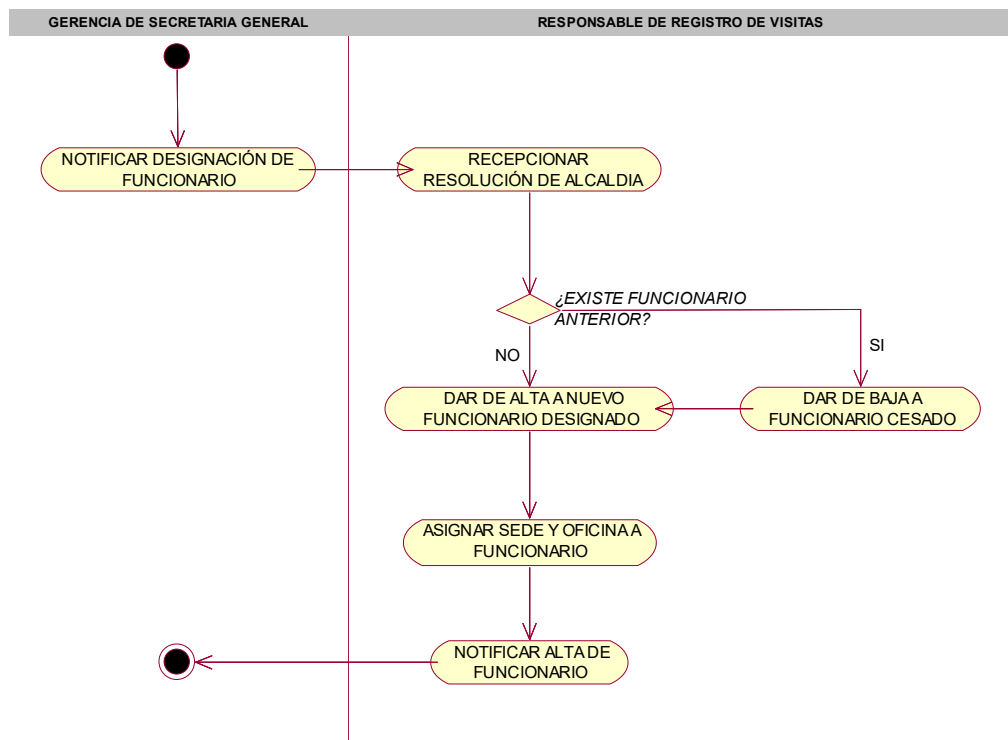 GERENCIA DE SECRETARIA GENERAL
RESPONSABLE DE REGISTRO DE VISITAS
NOTIFICAR DESIGNACIÓN DE
FUNCIONARIO
RECEPCIONAR
RESOLUCIÓN DE ALCALDIA
¿EXISTE FUNCIONARIO
ANTERIOR?
NO
SI
DAR DE ALTA A NUEVO
FUNCIONARIO DESIGNADO
DAR DE BAJA A
FUNCIONARIO CESADO
ASIGNAR SEDE Y OFICINA A
FUNCIONARIO
NOTIFICAR ALTA DE
FUNCIONARIO